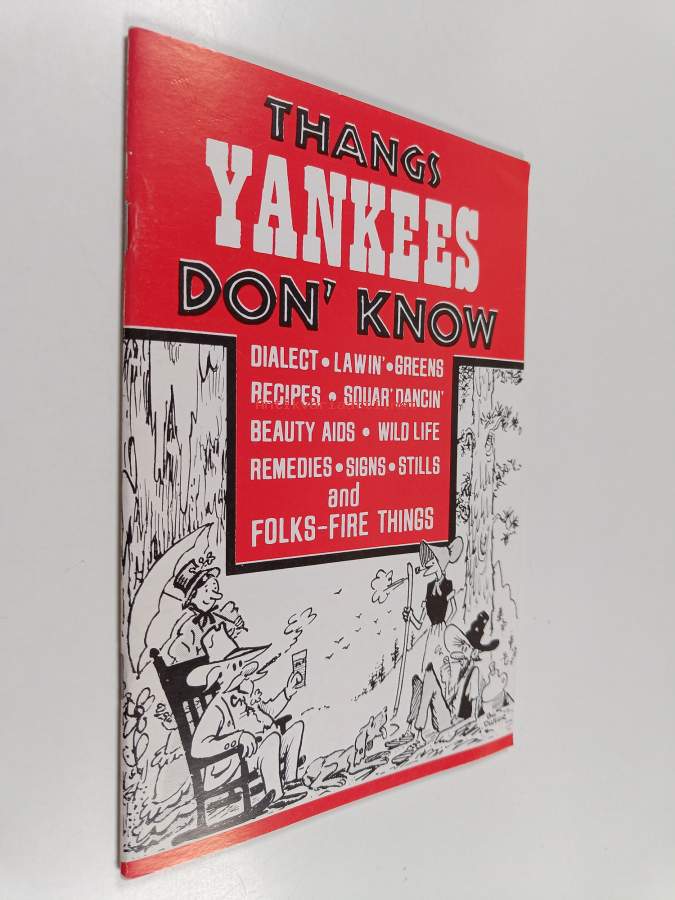 THANGS
YANKEES
DON' KNOW
DIALECT • LAWIN' • GREENS
RECIPES • SQUAR' DANCIN'
BEAUTY AIDS • WILD LIFE
REMEDIES • SIGNS • STILLS
and
FOLKS-FIRE THINGS